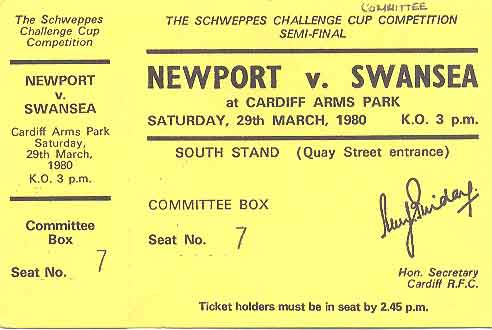 The Schweppes
Challenge Cup
Competition
NEWPORT
v.
SWANSEA
Cardiff Arms Park
Saturday,
29th March,
1980
K.O. 3 p.m.
Committee
Box
Seat No. 7
COMMITTEE
THE SCHWEPPES CHALLENGE CUP COMPETITION
SEMI-FINAL
NEWPORT v. SWANSEA
at CARDIFF ARMS PARK
SATURDAY, 29th MARCH, 1980 K.O. 3 p.m.
SOUTH STAND (Quay Street entrance)
COMMITTEE BOX
Seat No. 7
Hon. Secretary
Cardiff R.F.C.
Ticket holders must be in seat by 2.45 p.m.